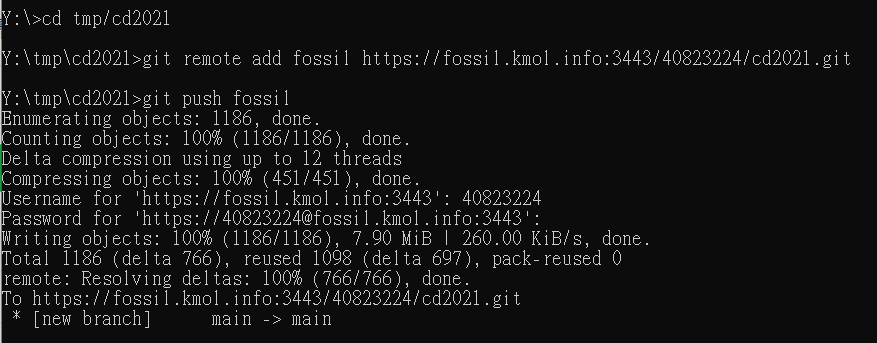 Y:\>cd tmp/cd2021
Y:\tmp\cd2021>git remote add fossil https://fossil.kmol.info:3443/40823224/cd2021.git
Y:\tmp\cd2021>git push fossil
Enumerating objects: 1186, done.
Counting objects: 100% (1186/1186), done.
Delta compression using up to 12 threads
Compressing objects: 100% (451/451), done.
Username for 'https://fossil.kmol.info:3443': 40823224
Password for 'https://40823224@fossil.kmol.info:3443':
Writing objects: 100% (1186/1186), 7.90 MiB | 260.00 KiB/s, done.
Total 1186 (delta 766), reused 1098 (delta 697), pack-reused 0
remote: Resolving deltas: 100% (766/766), done.
To https://fossil.kmol.info:3443/40823224/cd2021.git
 * [new branch]      main -> main